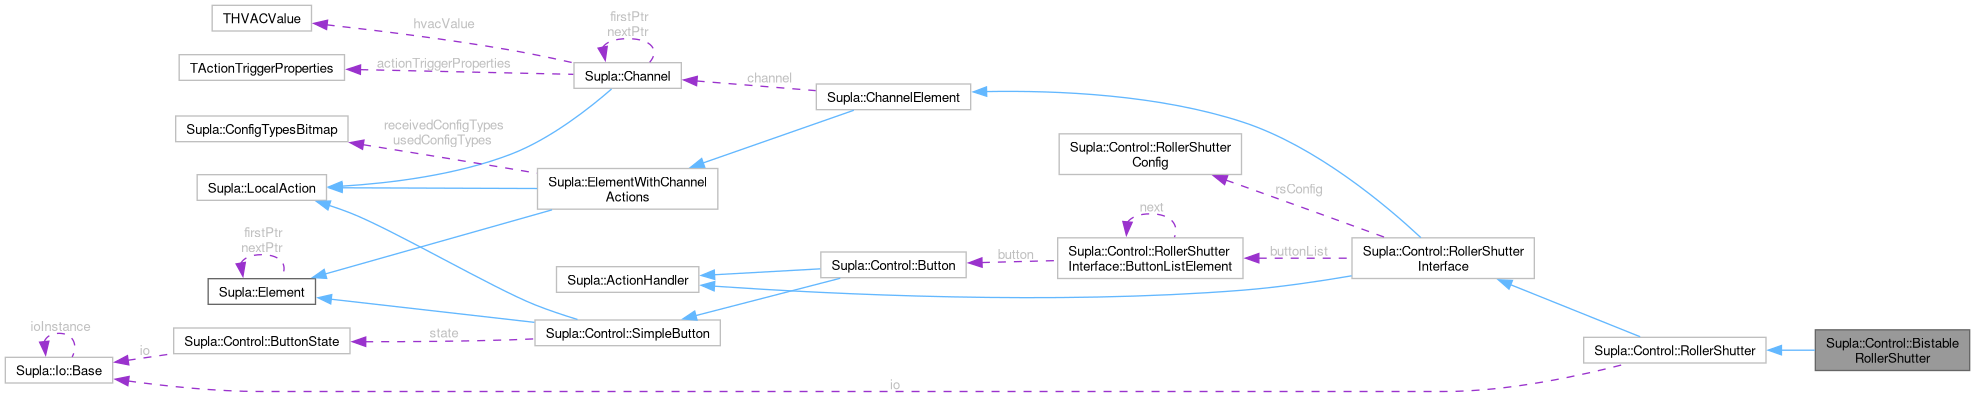 THVACValue
hvacValue
firstPtr
nextPtr
TActionTriggerProperties
actionTriggerProperties
Supla::Channel
channel
Supla::ChannelElement
Supla::ConfigTypesBitmap
receivedConfigTypes
usedConfigTypes
Supla::Control::RollerShutter
Config
Supla::LocalAction
Supla::ElementWithChannel
Actions
rsConfig
next
firstPtr
nextPtr
Supla::Element
Supla::ActionHandler
Supla::Control::Button
button
Supla::Control::RollerShutter
Interface::ButtonListElement
buttonList
Supla::Control::RollerShutter
Interface
ioInstance
Supla::Io::Base
io
Supla::Control::ButtonState
state
Supla::Control::SimpleButton
io
Supla::Control::RollerShutter
Supla::Control::Bistable
RollerShutter